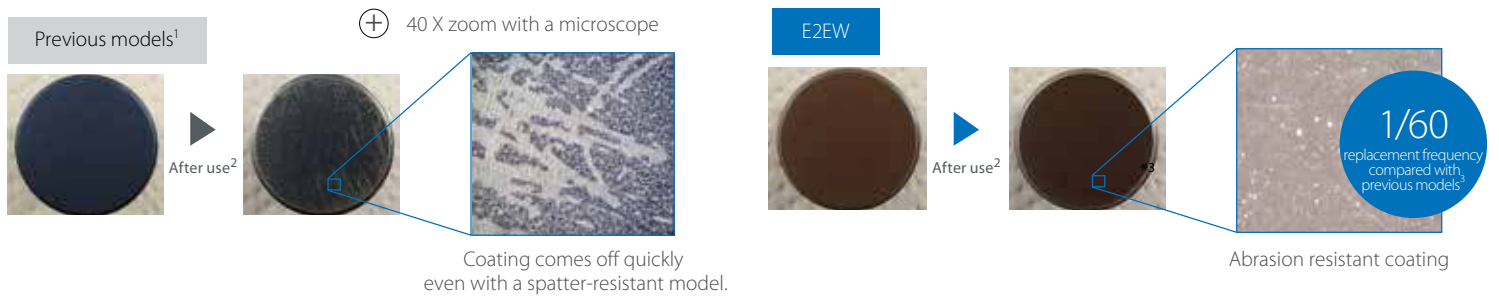 Previous models1
40 X zoom with a microscope
After use2
Coating comes off quickly
even with a spatter-resistant model.
E2EW
After use2
*3
1/60
replacement frequency
compared with
previous models3
Abrasion resistant coating